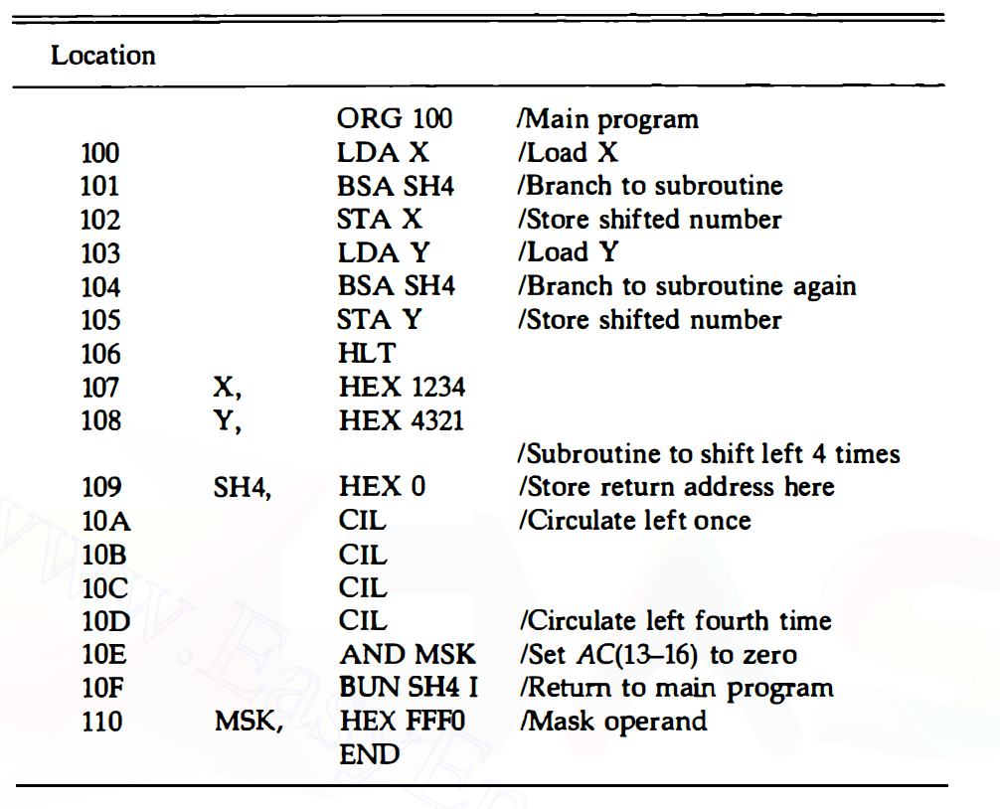 Location
ORG 100 /Main program
100 LDA X /Load X
101 BSA SH4 /Branch to subroutine
102 STA X /Store shifted number
103 LDA Y /Load Y
104 BSA SH4 /Branch to subroutine again
105 STA Y /Store shifted number
106 HLT
107 X, HEX 1234
108 Y, HEX 4321
/Subroutine to shift left 4 times
109 SH4, HEX 0 /Store return address here
10A CIL /Circulate left once
10B CIL
10C CIL
10D CIL /Circulate left fourth time
10E AND MSK /Set AC(13–16) to zero
10F BUN SH4 I /Return to main program
110 MSK, HEX FFF0 /Mask operand
END